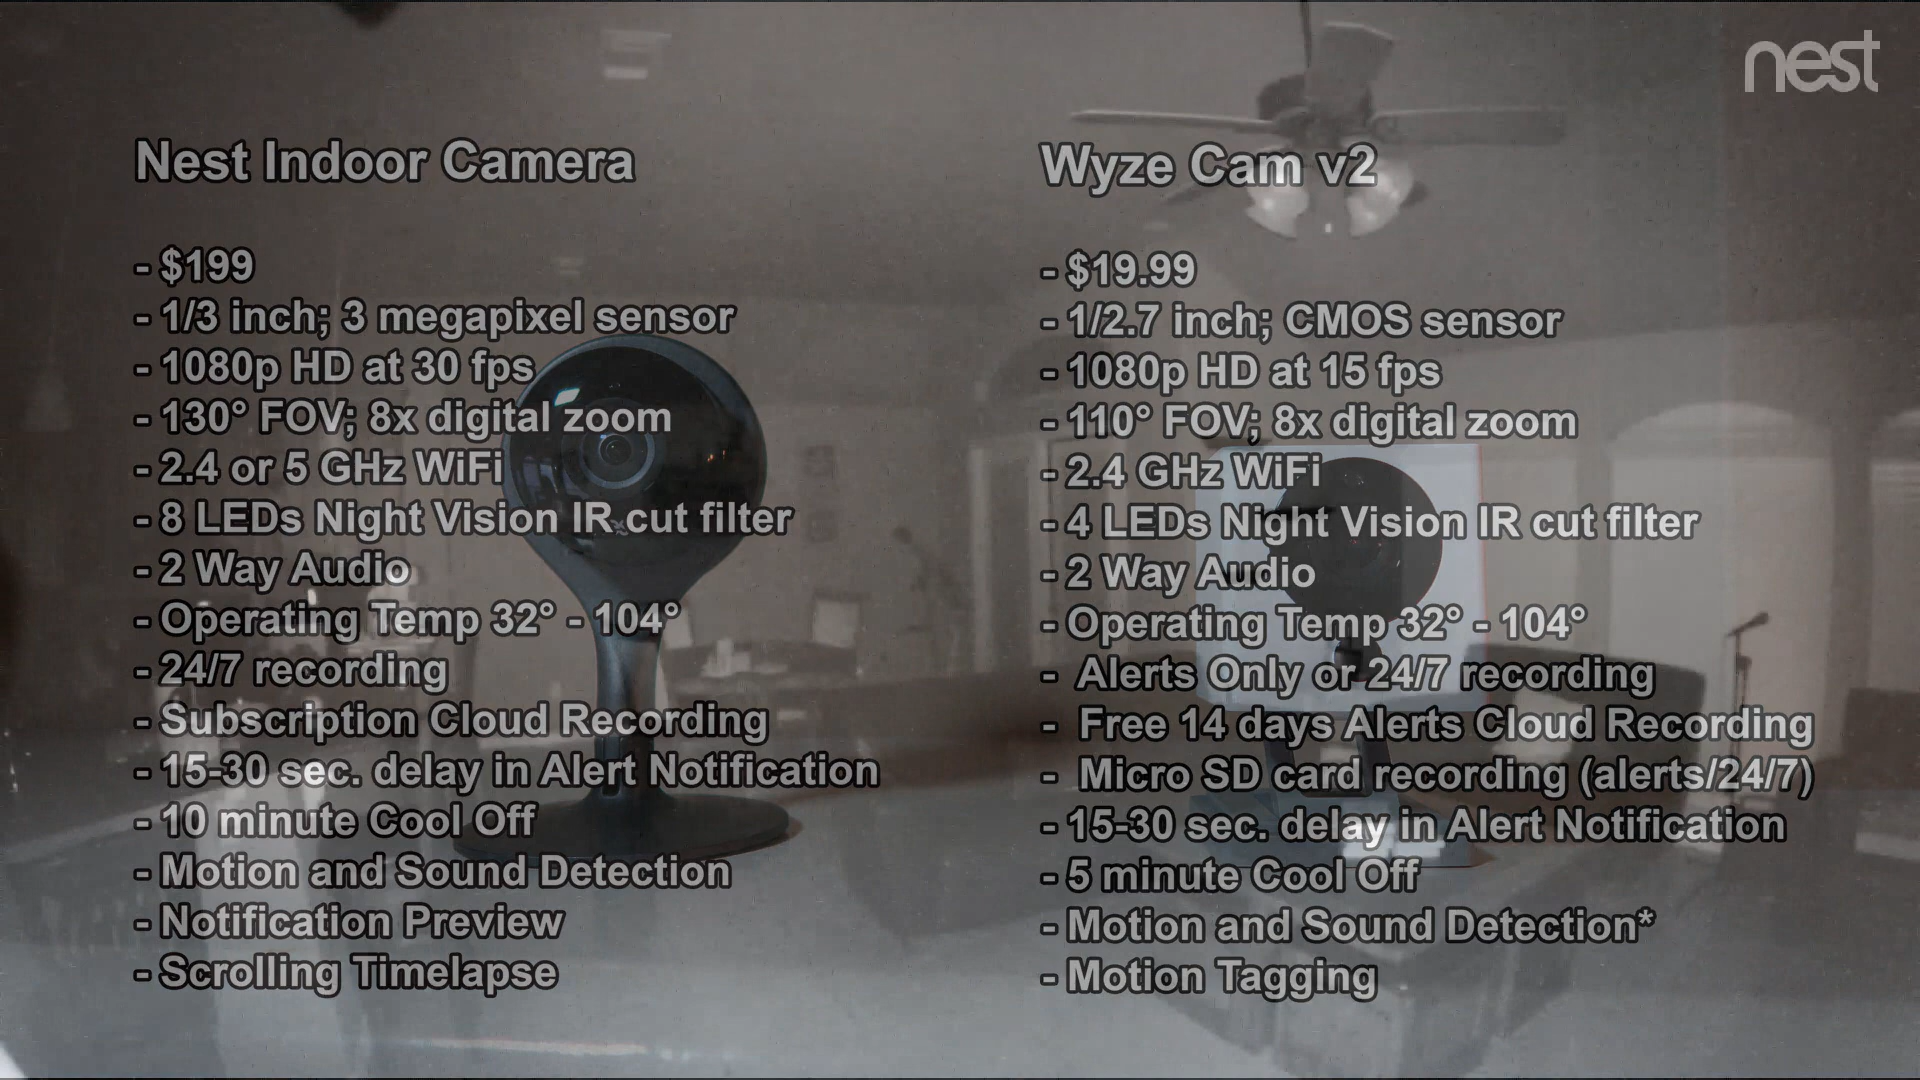 nest
Nest Indoor Camera
- $199
- 1/3 inch; 3 megapixel sensor
- 1080p HD at 30 fps
- 130° FOV; 8x digital zoom
- 2.4 or 5 GHz WiFi
- 8 LEDs Night Vision IR cut filter
- 2 Way Audio
- Operating Temp 32° - 104°
- 24/7 recording
- Subscription Cloud Recording
- 15-30 sec. delay in Alert Notification
- 10 minute Cool Off
- Motion and Sound Detection
- Notification Preview
- Scrolling Timelapse
Wyze Cam v2
- $19.99
- 1/2.7 inch; CMOS sensor
- 1080p HD at 15 fps
- 110° FOV; 8x digital zoom
- 2.4 GHz WiFi
- 4 LEDs Night Vision IR cut filter
- 2 Way Audio
- Operating Temp 32° - 104°
- Alerts Only or 24/7 recording
- Free 14 days Alerts Cloud Recording
- Micro SD card recording (alerts/24/7)
- 15-30 sec. delay in Alert Notification
- 5 minute Cool Off
- Motion and Sound Detection*
- Motion Tagging